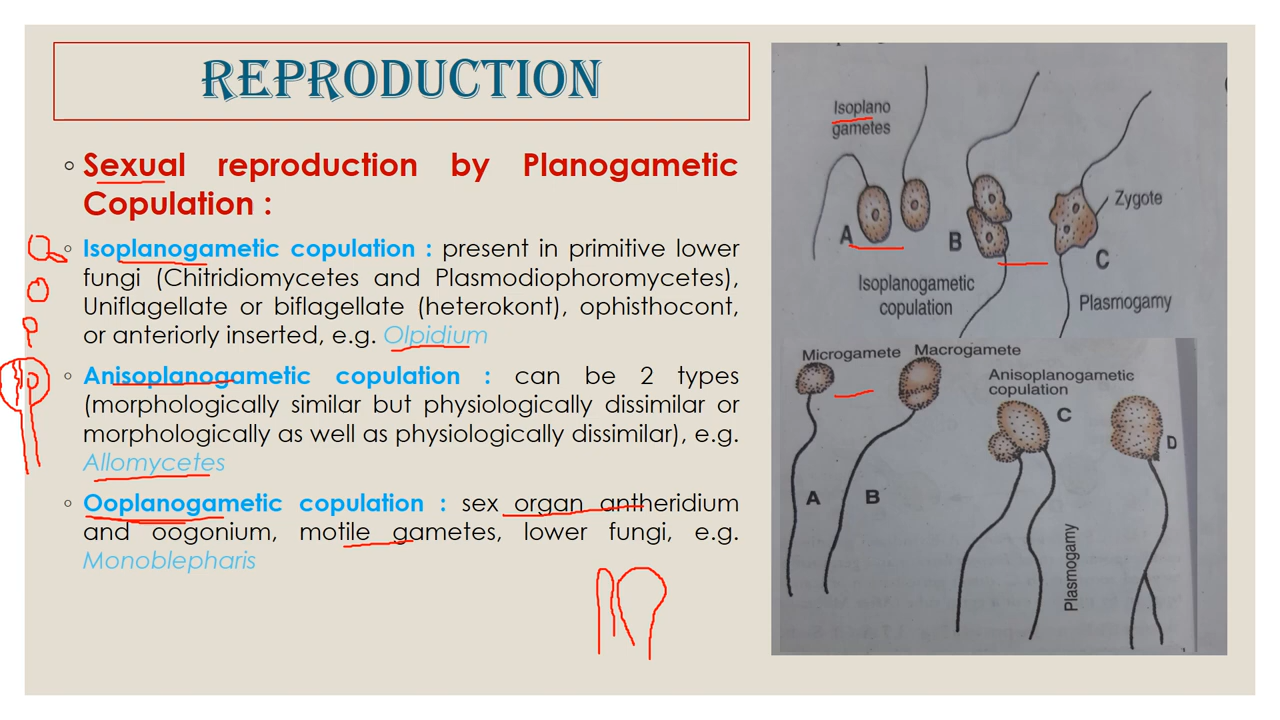 REPRODUCTION
Sexual reproduction by Planogametic
Copulation :
Isoplanogametic copulation : present in primitive lower
fungi (Chitridiomycetes and Plasmodiophoromycetes),
Uniflagellate or biflagellate (heterokont), ophisthocont,
or anteriorly inserted, e.g. Olpidium
Anisoplanogametic copulation : can be 2 types
(morphologically similar but physiologically dissimilar or
morphologically as well as physiologically dissimilar), e.g.
Allomycetes
Ooplanogametic copulation : sex organ antheridium
and oogonium, motile gametes, lower fungi, e.g.
Monoblepharis
Isoplano
gametes
Zygote
A
B
C
Isoplanogametic
copulation
Plasmogamy
Microgamete
Macrogamete
Anisoplanogametic
copulation
C
D
A
B
Plasmogamy